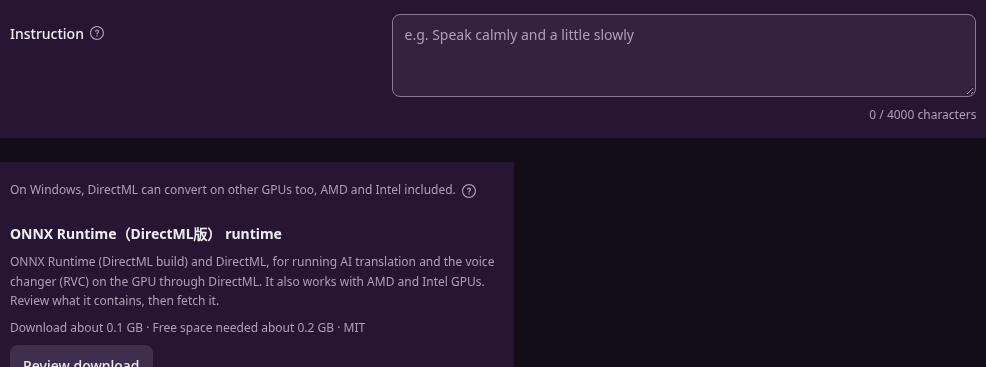 Instruction
e.g. Speak calmly and a little slowly
0 / 4000 characters
On Windows, DirectML can convert on other GPUs too, AMD and Intel included.
ONNX Runtime（DirectML版） runtime
ONNX Runtime (DirectML build) and DirectML, for running AI translation and the voice
changer (RVC) on the GPU through DirectML. It also works with AMD and Intel GPUs.
Review what it contains, then fetch it.
Download about 0.1 GB · Free space needed about 0.2 GB · MIT
Review download